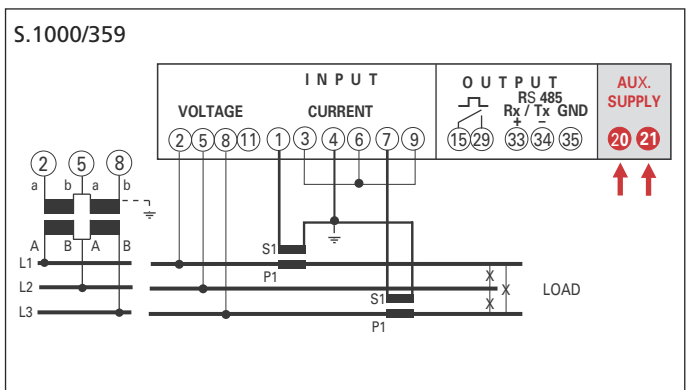 S.1000/359
INPUT
OUTPUT
AUX.
SUPPLY
VOLTAGE
CURRENT
RS 485
Rx / Tx GND
+ −
2 5 8 11 1 3 4 6 7 9 15 29 33 34 35 20 21
2 5 8
a b a b
A B A B
S1
L1
P1
L2
LOAD
S1
L3
P1
X
X
X